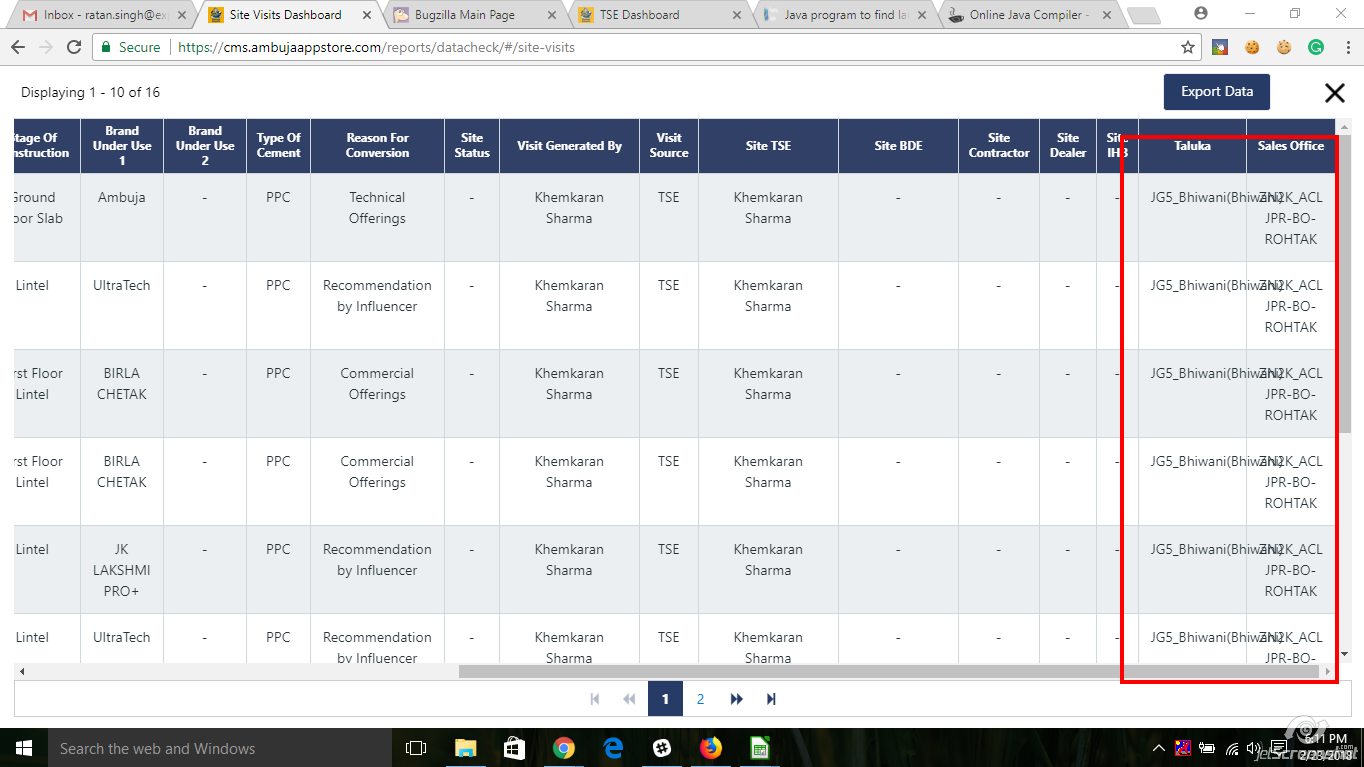 Inbox - ratan.singh@ex
Site Visits Dashboard
Bugzilla Main Page
TSE Dashboard
Java program to find la
Online Java Compiler -
Secure
https://cms.ambujaappstore.com/reports/datacheck/#/site-visits
Displaying 1 - 10 of 16
Export Data
tage Of
nstruction
Brand
Under Use
1
Brand
Under Use
2
Type Of
Cement
Reason For
Conversion
Site
Status
Visit Generated By
Visit
Source
Site TSE
Site BDE
Site
Contractor
Site
Dealer
Site
IHB
Taluka
Sales Office
Ground
oor Slab
Ambuja
-
PPC
Technical
Offerings
-
Khemkaran
Sharma
TSE
Khemkaran
Sharma
-
-
-
-
JG5_Bhiwani(Bhiwani)
ZN2K_ACL
JPR-BO-
ROHTAK
Lintel
UltraTech
-
PPC
Recommendation
by Influencer
-
Khemkaran
Sharma
TSE
Khemkaran
Sharma
-
-
-
-
JG5_Bhiwani(Bhiwani)
ZN2K_ACL
JPR-BO-
ROHTAK
rst Floor
Lintel
BIRLA
CHETAK
-
PPC
Commercial
Offerings
-
Khemkaran
Sharma
TSE
Khemkaran
Sharma
-
-
-
-
JG5_Bhiwani(Bhiwani)
ZN2K_ACL
JPR-BO-
ROHTAK
rst Floor
Lintel
BIRLA
CHETAK
-
PPC
Commercial
Offerings
-
Khemkaran
Sharma
TSE
Khemkaran
Sharma
-
-
-
-
JG5_Bhiwani(Bhiwani)
ZN2K_ACL
JPR-BO-
ROHTAK
Lintel
JK
LAKSHMI
PRO+
-
PPC
Recommendation
by Influencer
-
Khemkaran
Sharma
TSE
Khemkaran
Sharma
-
-
-
-
JG5_Bhiwani(Bhiwani)
ZN2K_ACL
JPR-BO-
ROHTAK
Lintel
UltraTech
-
PPC
Recommendation
by Influencer
-
Khemkaran
Sharma
TSE
Khemkaran
Sharma
-
-
-
-
JG5_Bhiwani(Bhiwani)
ZN2K_ACL
JPR-BO-
1
2
Search the web and Windows
6:11 PM
2/23/2018